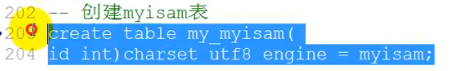 202 -- 创建myisam表
203 create table my_myisam(
204 id int)charset utf8 engine = myisam;